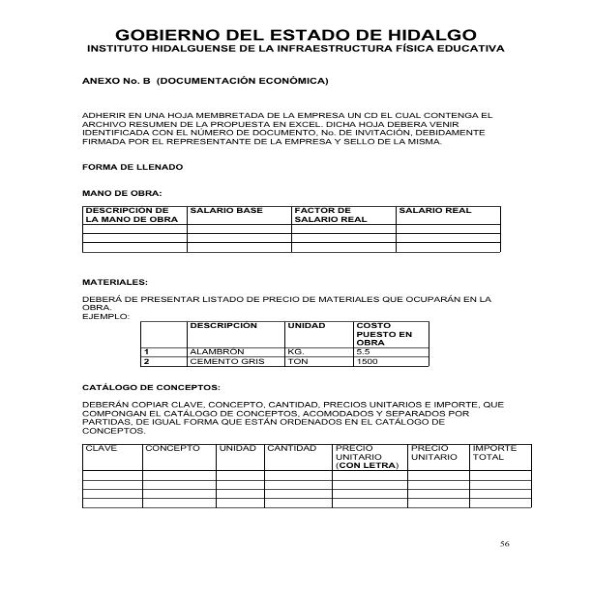 GOBIERNO DEL ESTADO DE HIDALGO
INSTITUTO HIDALGUENSE DE LA INFRAESTRUCTURA FÍSICA EDUCATIVA
ANEXO No. B (DOCUMENTACIÓN ECONÓMICA)
ADHERIR EN UNA HOJA MEMBRETADA DE LA EMPRESA UN CD EL CUAL CONTENGA EL
ARCHIVO RESUMEN DE LA PROPUESTA EN EXCEL. DICHA HOJA DEBERA VENIR
IDENTIFICADA CON EL NÚMERO DE DOCUMENTO, No. DE INVITACIÓN, DEBIDAMENTE
FIRMADA POR EL REPRESENTANTE DE LA EMPRESA Y SELLO DE LA MISMA.
FORMA DE LLENADO
MANO DE OBRA:
DESCRIPCIÓN DE LA MANO DE OBRA SALARIO BASE FACTOR DE SALARIO REAL SALARIO REAL
MATERIALES:
DEBERÁ DE PRESENTAR LISTADO DE PRECIO DE MATERIALES QUE OCUPARÁN EN LA
OBRA.
EJEMPLO:
DESCRIPCIÓN UNIDAD COSTO PUESTO EN OBRA
1 ALAMBRÓN KG. 5.5
2 CEMENTO GRIS TON 1500
CATÁLOGO DE CONCEPTOS:
DEBERÁN COPIAR CLAVE, CONCEPTO, CANTIDAD, PRECIOS UNITARIOS E IMPORTE, QUE
COMPONGAN EL CATÁLOGO DE CONCEPTOS, ACOMODADOS Y SEPARADOS POR
PARTIDAS, DE IGUAL FORMA QUE ESTÁN ORDENADOS EN EL CATÁLOGO DE
CONCEPTOS.
CLAVE CONCEPTO UNIDAD CANTIDAD PRECIO UNITARIO (CON LETRA) PRECIO UNITARIO IMPORTE TOTAL
56